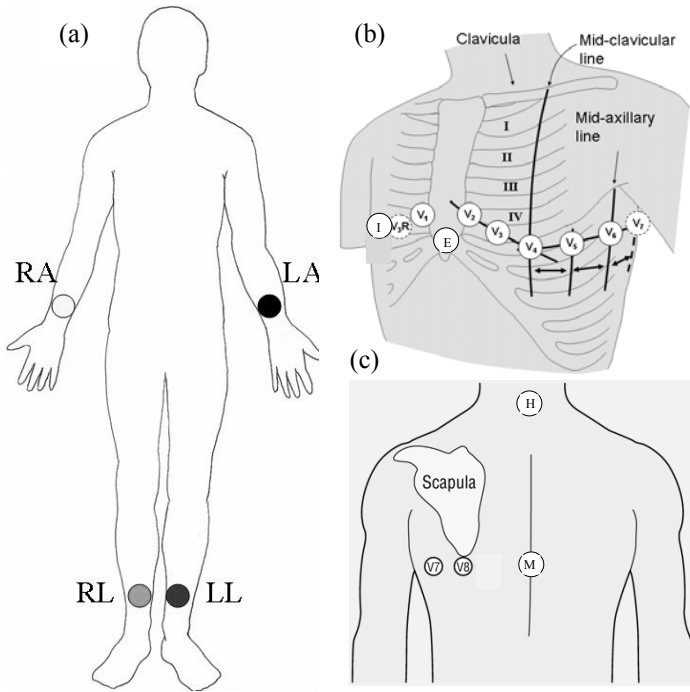 (a)
RA
LA
RL
LL
(b)
Clavicula
Mid-clavicular
line
Mid-axillary
line
I
II
III
IV
I
V₃R
V₁
E
V₂
V₃
V₄
V₅
V₆
V₇
(c)
H
Scapula
V7
V8
M